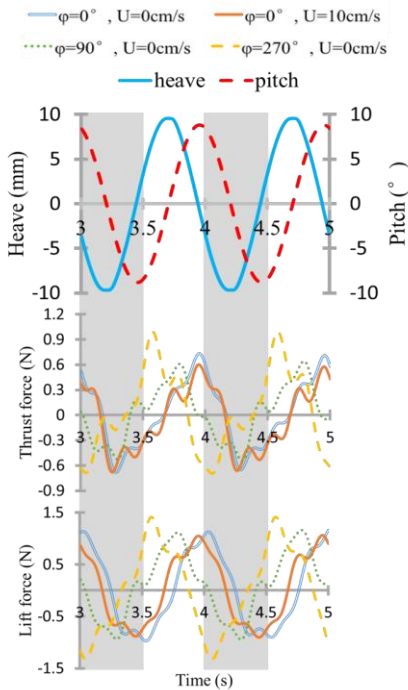 φ=0° , U=0cm/s φ=0° , U=10cm/s
φ=90° , U=0cm/s φ=270° , U=0cm/s
heave pitch
10 10
5 5
0 0
3 3.5 4 4.5 5
-5 -5
-10 -10
Heave (mm)
Pitch (°)
1.2
0.9
0.6
0.3
0
3 3.5 4 4.5 5
-0.3
-0.6
-0.9
Thrust force (N)
1.5
0.5
3 3.5 4 4.5 5
-0.5
-1.5
Lift force (N)
Time (s)